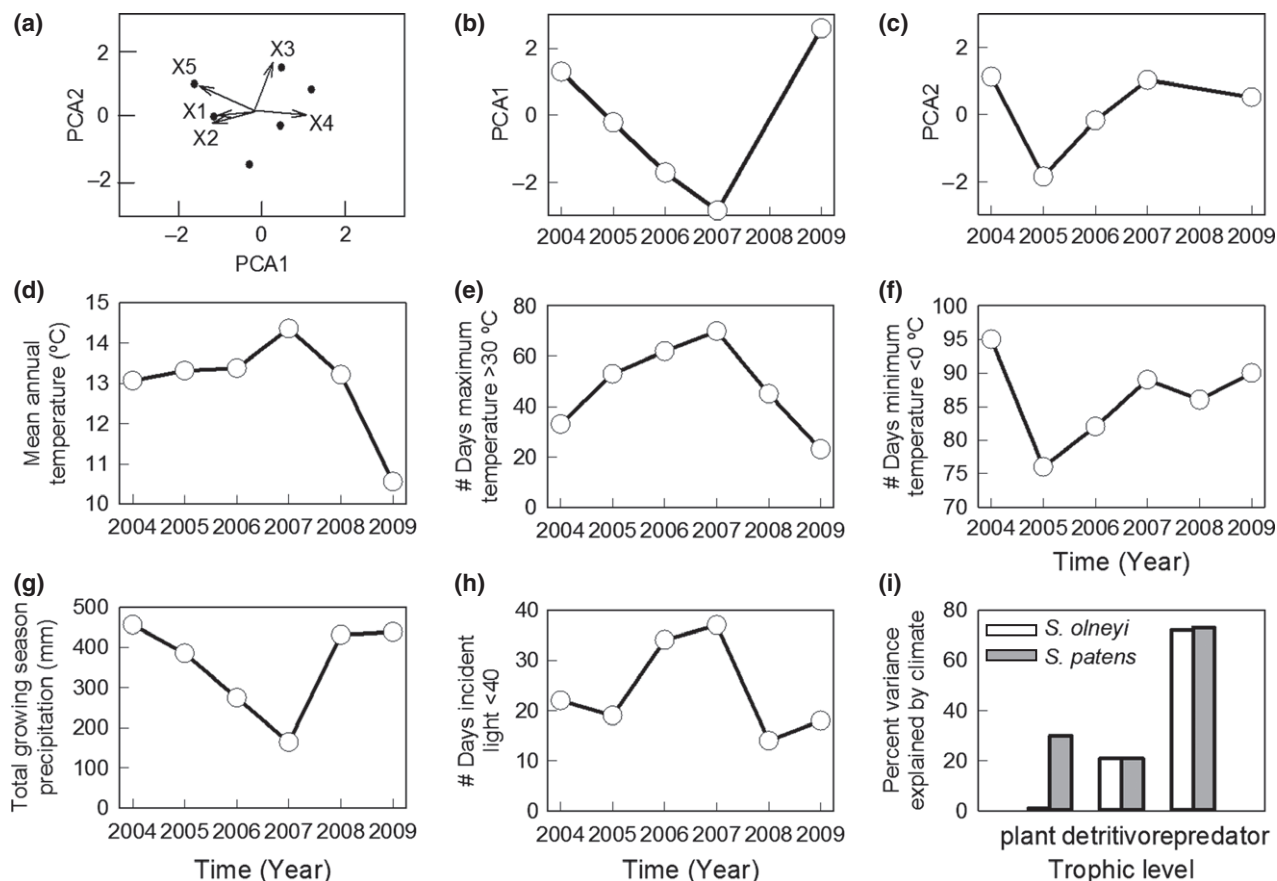 (a)
2
0
–2
PCA2
X3
X5
X1
X2
X4
–2 0 2
PCA1
(b)
2
0
–2
PCA1
2004 2005 2006 2007 2008 2009
(c)
2
0
–2
PCA2
2004 2005 2006 2007 2008 2009
(d)
15
14
13
12
11
10
Mean annual
temperature (ºC)
2004 2005 2006 2007 2008 2009
(e)
80
60
40
20
0
# Days maximum
temperature >30 ºC
2004 2005 2006 2007 2008 2009
(f)
100
95
90
85
80
75
70
# Days minimum
temperature <0 ºC
2004 2005 2006 2007 2008 2009
Time (Year)
(g)
500
400
300
200
100
0
Total growing season
precipitation (mm)
2004 2005 2006 2007 2008 2009
Time (Year)
(h)
40
30
20
10
0
# Days incident
light <40
2004 2005 2006 2007 2008 2009
Time (Year)
(i)
80
60
40
20
0
Percent variance
explained by climate
S. olneyi
S. patens
plant detritivore predator
Trophic level